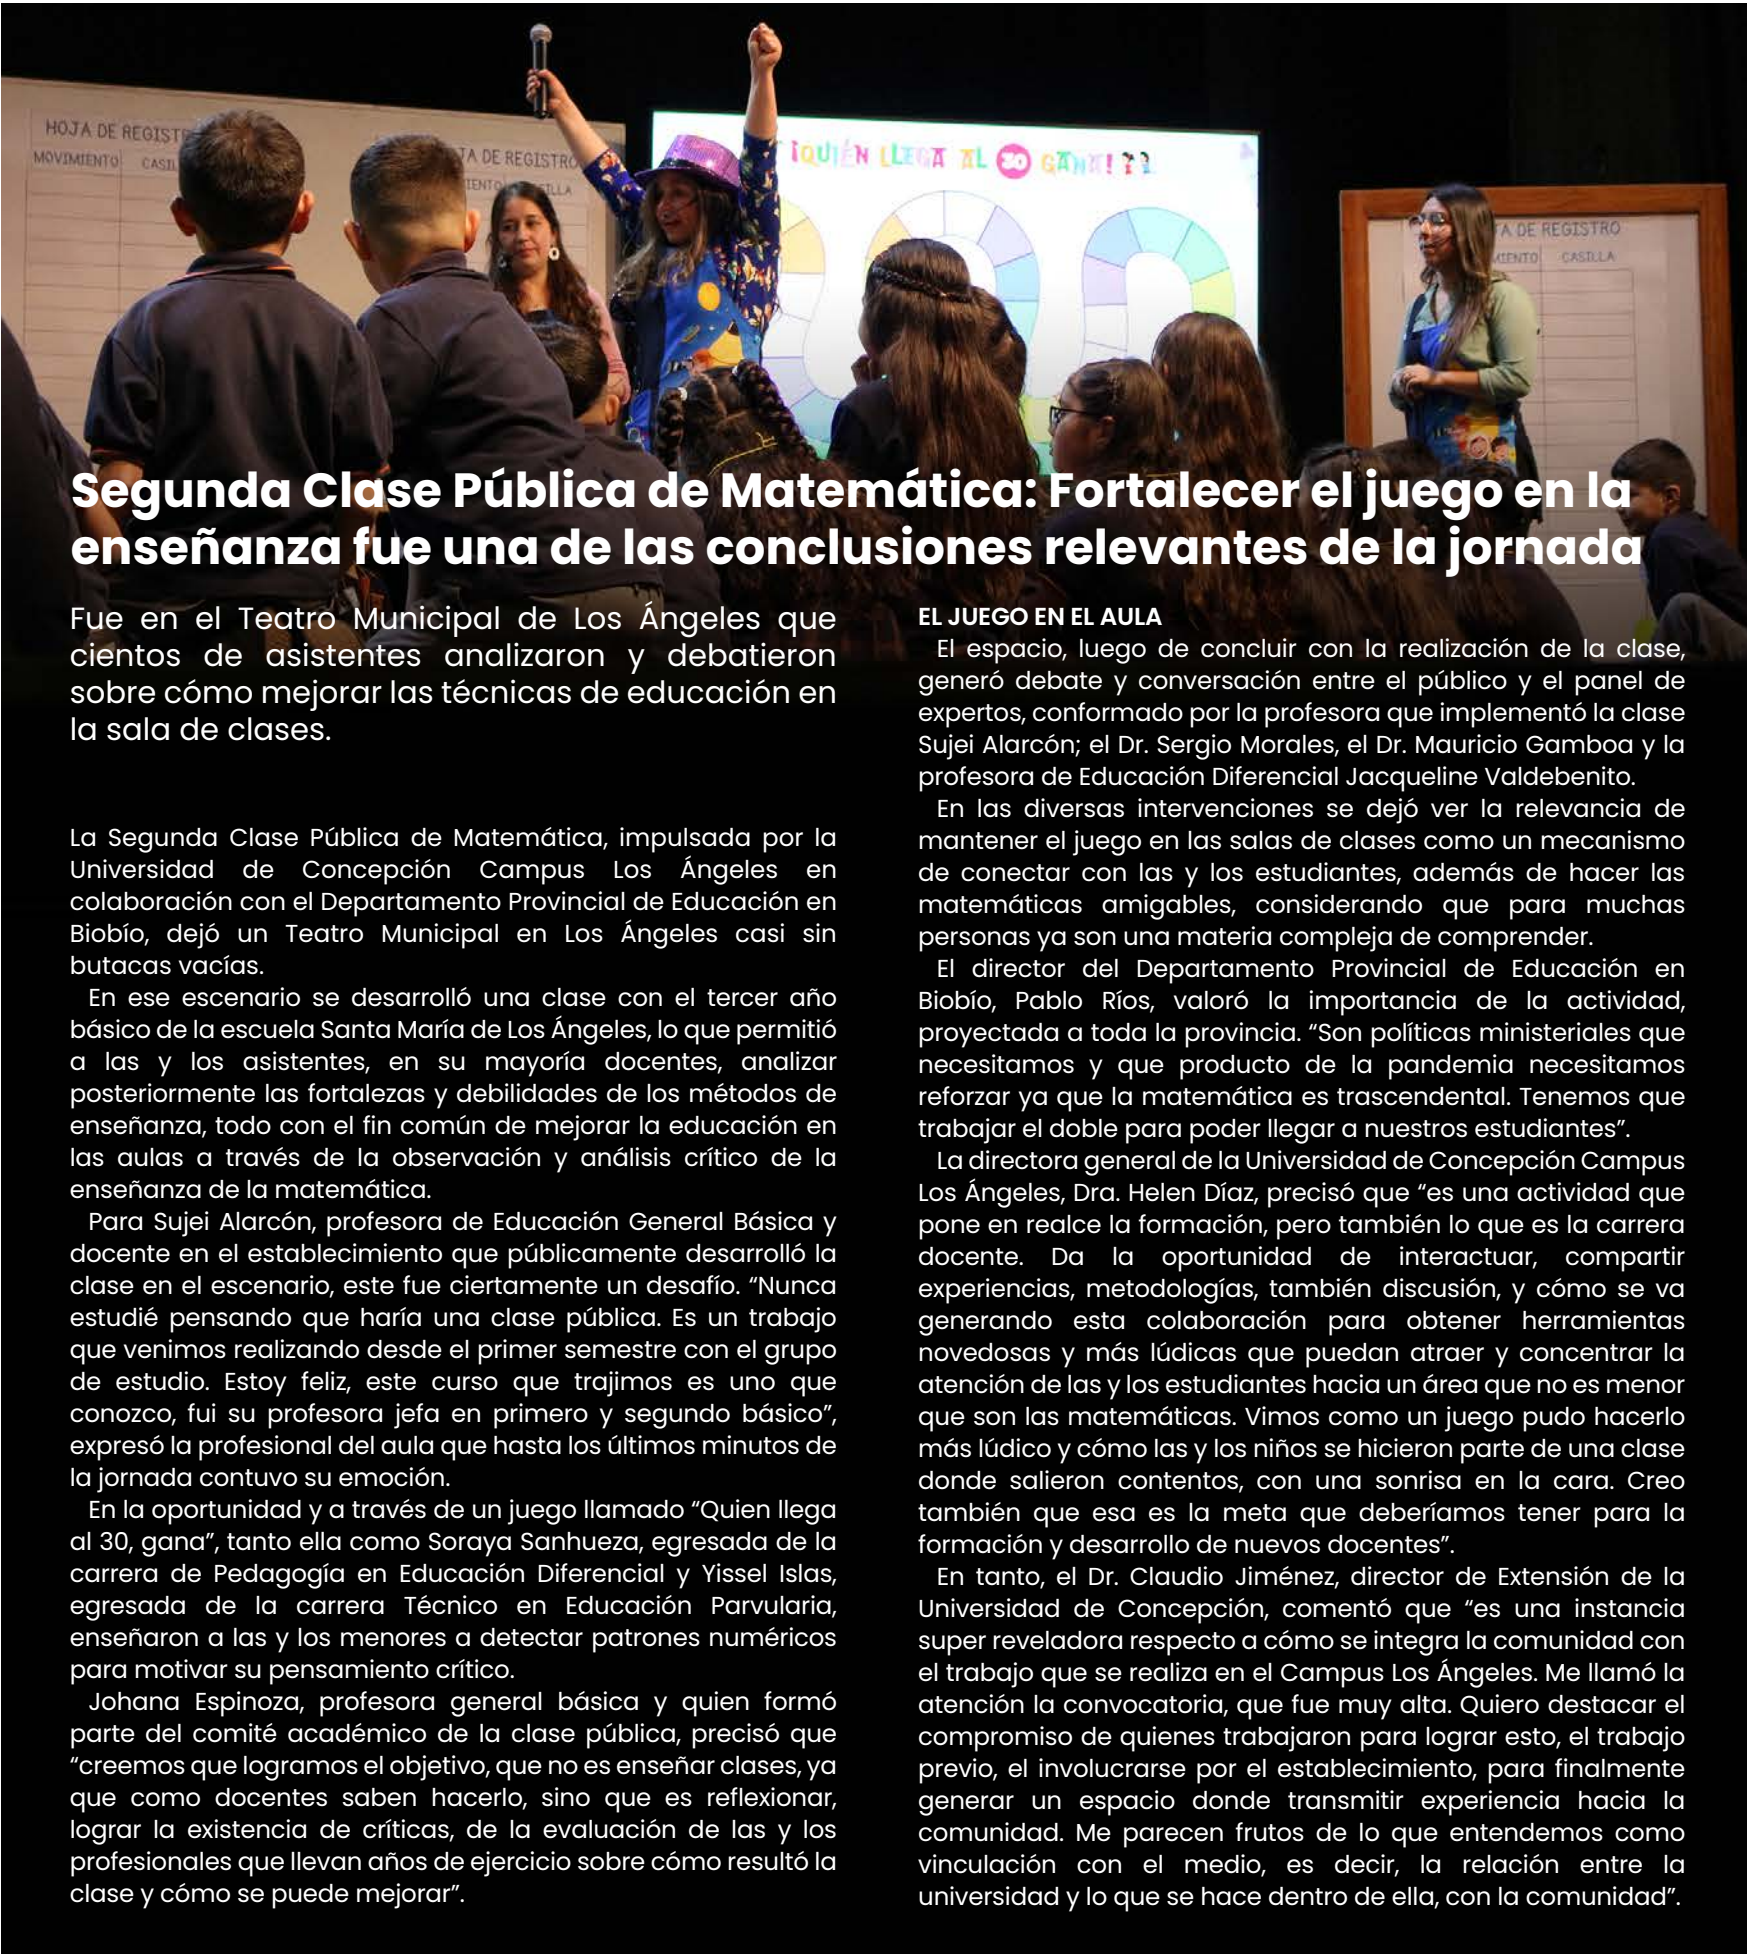 HOJA DE REGISTR
MOVIMIENTO CASIL
TA DE REGISTRO
IENTO CASILLA
¡QUIÉN LLEGA AL 30 GANA!
A DE REGISTRO
MIENTO CASILLA
Segunda Clase Pública de Matemática: Fortalecer el juego en la
enseñanza fue una de las conclusiones relevantes de la jornada
Fue en el Teatro Municipal de Los Ángeles que
cientos de asistentes analizaron y debatieron
sobre cómo mejorar las técnicas de educación en
la sala de clases.
La Segunda Clase Pública de Matemática, impulsada por la
Universidad de Concepción Campus Los Ángeles en
colaboración con el Departamento Provincial de Educación en
Biobío, dejó un Teatro Municipal en Los Ángeles casi sin
butacas vacías.
En ese escenario se desarrolló una clase con el tercer año
básico de la escuela Santa María de Los Ángeles, lo que permitió
a las y los asistentes, en su mayoría docentes, analizar
posteriormente las fortalezas y debilidades de los métodos de
enseñanza, todo con el fin común de mejorar la educación en
las aulas a través de la observación y análisis crítico de la
enseñanza de la matemática.
Para Sujei Alarcón, profesora de Educación General Básica y
docente en el establecimiento que públicamente desarrolló la
clase en el escenario, este fue ciertamente un desafío. “Nunca
estudié pensando que haría una clase pública. Es un trabajo
que venimos realizando desde el primer semestre con el grupo
de estudio. Estoy feliz, este curso que trajimos es uno que
conozco, fui su profesora jefa en primero y segundo básico”,
expresó la profesional del aula que hasta los últimos minutos de
la jornada contuvo su emoción.
En la oportunidad y a través de un juego llamado “Quien llega
al 30, gana”, tanto ella como Soraya Sanhueza, egresada de la
carrera de Pedagogía en Educación Diferencial y Yissel Islas,
egresada de la carrera Técnico en Educación Parvularia,
enseñaron a las y los menores a detectar patrones numéricos
para motivar su pensamiento crítico.
Johana Espinoza, profesora general básica y quien formó
parte del comité académico de la clase pública, precisó que
“creemos que logramos el objetivo, que no es enseñar clases, ya
que como docentes saben hacerlo, sino que es reflexionar,
lograr la existencia de críticas, de la evaluación de las y los
profesionales que llevan años de ejercicio sobre cómo resultó la
clase y cómo se puede mejorar”.
EL JUEGO EN EL AULA
El espacio, luego de concluir con la realización de la clase,
generó debate y conversación entre el público y el panel de
expertos, conformado por la profesora que implementó la clase
Sujei Alarcón; el Dr. Sergio Morales, el Dr. Mauricio Gamboa y la
profesora de Educación Diferencial Jacqueline Valdebenito.
En las diversas intervenciones se dejó ver la relevancia de
mantener el juego en las salas de clases como un mecanismo
de conectar con las y los estudiantes, además de hacer las
matemáticas amigables, considerando que para muchas
personas ya son una materia compleja de comprender.
El director del Departamento Provincial de Educación en
Biobío, Pablo Ríos, valoró la importancia de la actividad,
proyectada a toda la provincia. “Son políticas ministeriales que
necesitamos y que producto de la pandemia necesitamos
reforzar ya que la matemática es trascendental. Tenemos que
trabajar el doble para poder llegar a nuestros estudiantes”.
La directora general de la Universidad de Concepción Campus
Los Ángeles, Dra. Helen Díaz, precisó que “es una actividad que
pone en realce la formación, pero también lo que es la carrera
docente. Da la oportunidad de interactuar, compartir
experiencias, metodologías, también discusión, y cómo se va
generando esta colaboración para obtener herramientas
novedosas y más lúdicas que puedan atraer y concentrar la
atención de las y los estudiantes hacia un área que no es menor
que son las matemáticas. Vimos como un juego pudo hacerlo
más lúdico y cómo las y los niños se hicieron parte de una clase
donde salieron contentos, con una sonrisa en la cara. Creo
también que esa es la meta que deberíamos tener para la
formación y desarrollo de nuevos docentes”.
En tanto, el Dr. Claudio Jiménez, director de Extensión de la
Universidad de Concepción, comentó que “es una instancia
super reveladora respecto a cómo se integra la comunidad con
el trabajo que se realiza en el Campus Los Ángeles. Me llamó la
atención la convocatoria, que fue muy alta. Quiero destacar el
compromiso de quienes trabajaron para lograr esto, el trabajo
previo, el involucrarse por el establecimiento, para finalmente
generar un espacio donde transmitir experiencia hacia la
comunidad. Me parecen frutos de lo que entendemos como
vinculación con el medio, es decir, la relación entre la
universidad y lo que se hace dentro de ella, con la comunidad”.